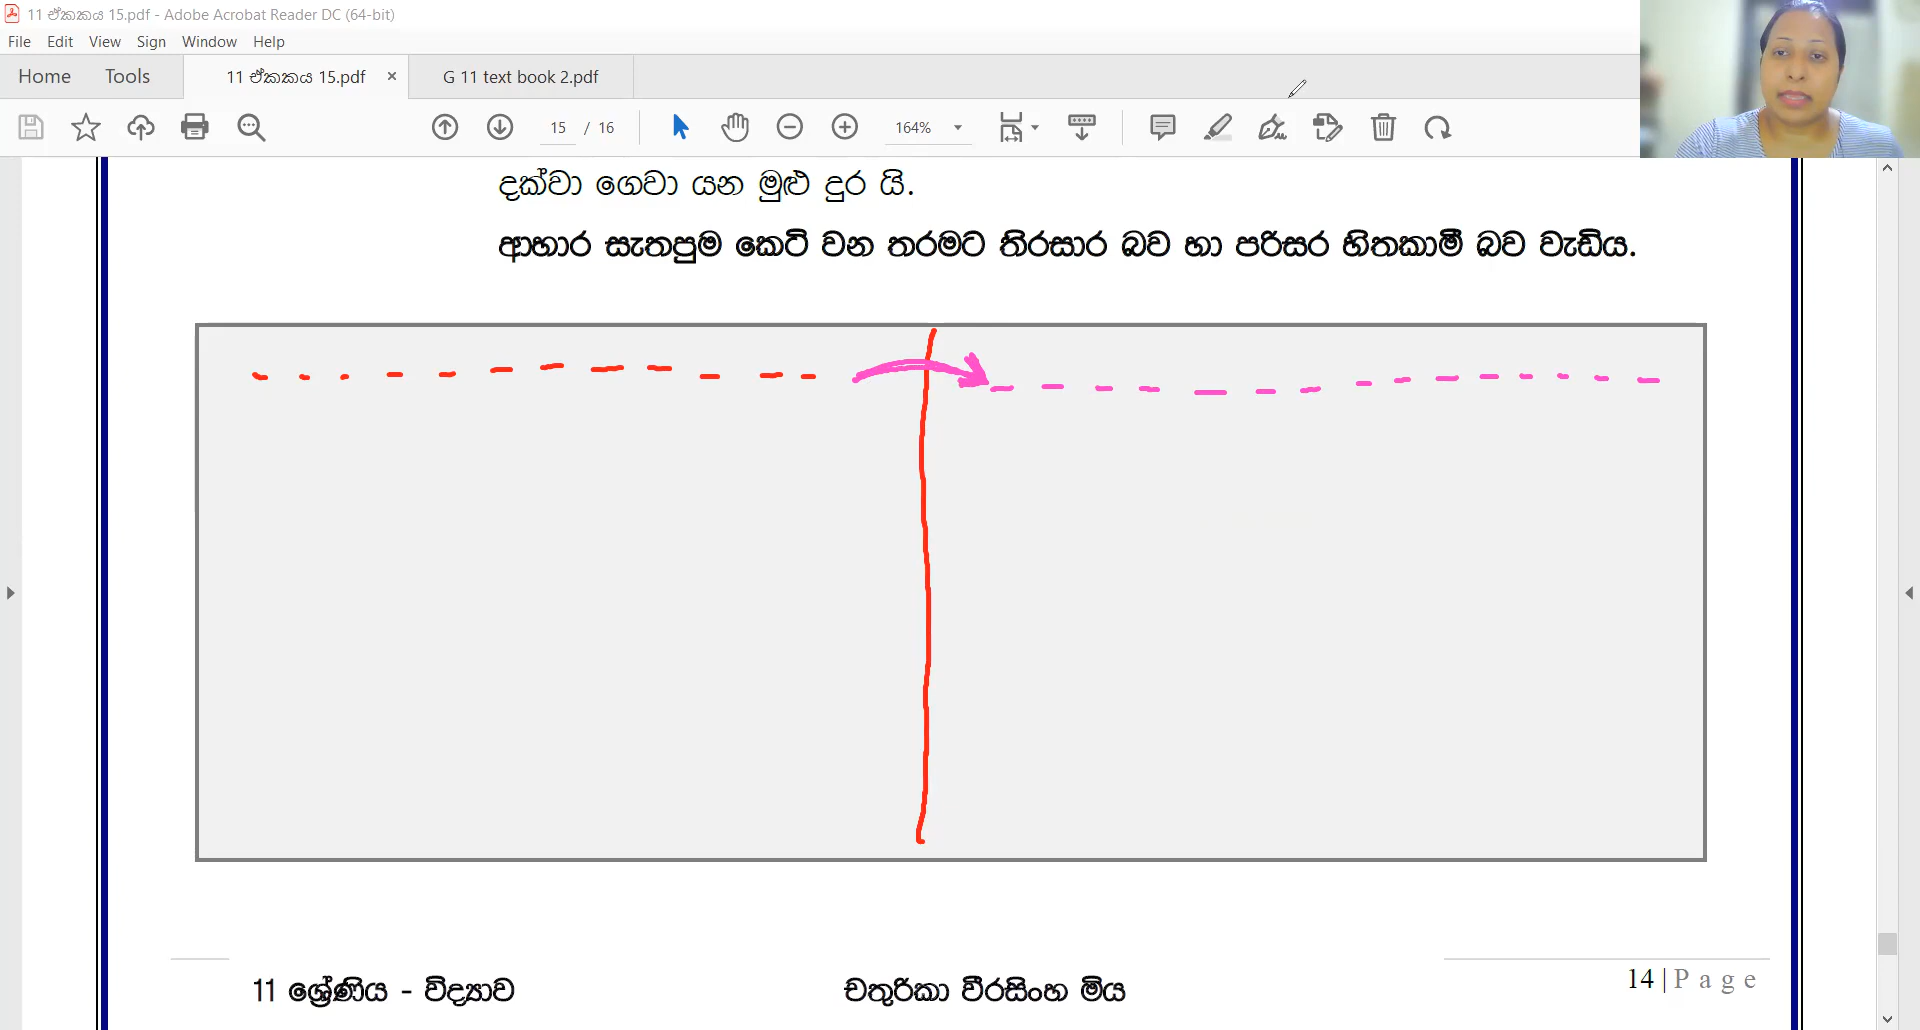 11 ඒකකය 15.pdf - Adobe Acrobat Reader DC (64-bit)
File Edit View Sign Window Help
Home Tools 11 ඒකකය 15.pdf × G 11 text book 2.pdf
15 / 16 164%
දක්වා ගෙවා යන මුළු දුර යි.
ආහාර සැතපුම කෙටි වන තරමට තිරසාර බව හා පරිසර හිතකාමී බව වැඩිය.
14 | P a g e
11 ශ්‍රේණිය - විද්‍යාව චතුරිකා වීරසිංහ මිය